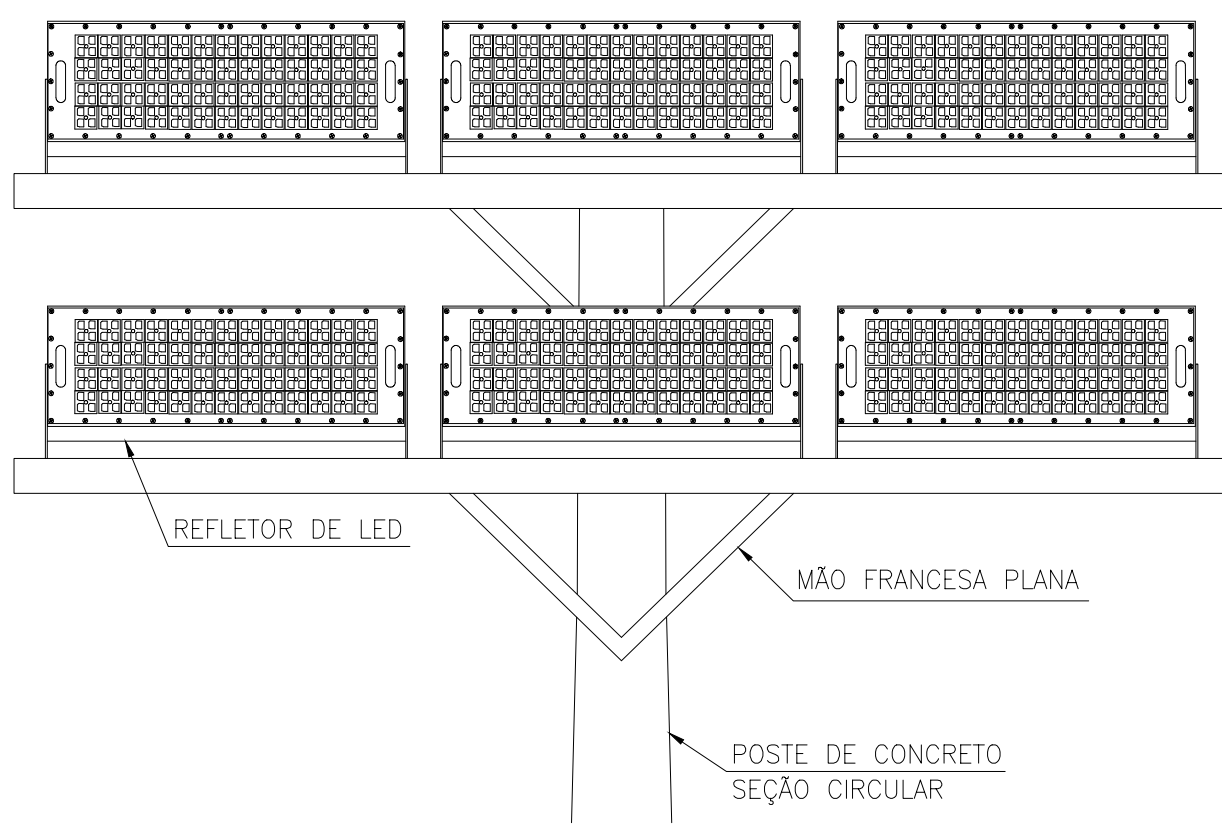 REFLETOR DE LED
MÃO FRANCESA PLANA
POSTE DE CONCRETO
SEÇÃO CIRCULAR